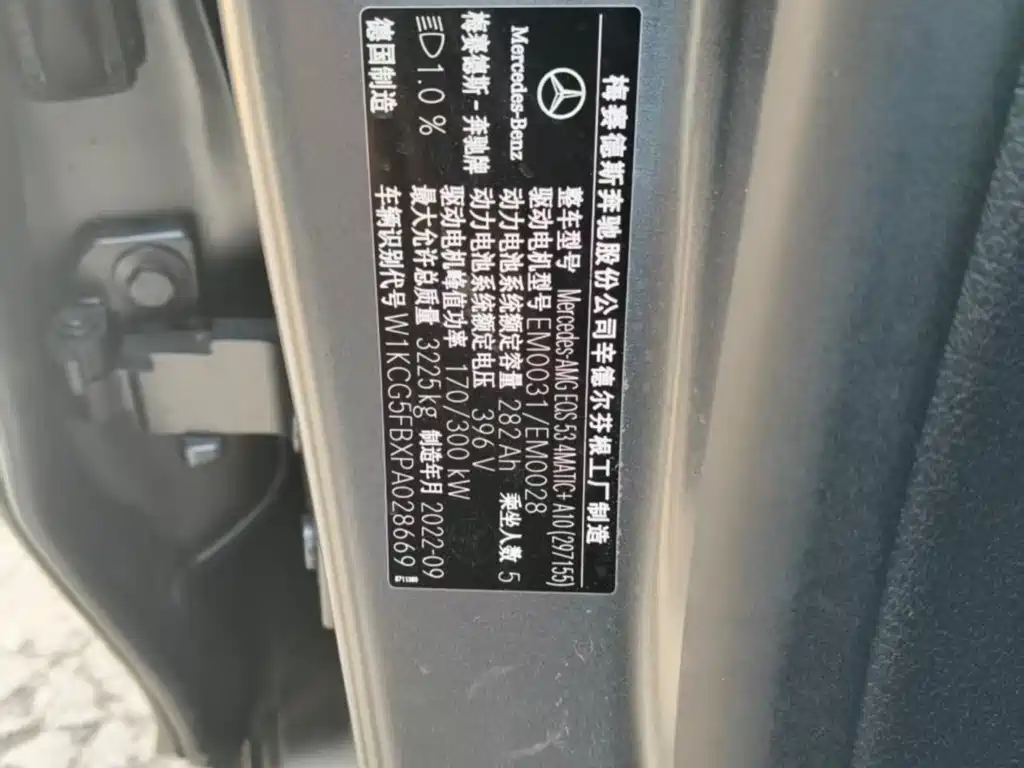 梅赛德斯奔驰股份公司辛德尔芬根工厂制造
Mercedes-Benz
整车型号 Mercedes-AMG EQS 53 4MATIC+ A10(297155)
驱动电机型号 EM0031/EM0028
动力电池系统额定容量 282Ah 乘坐人数 5
梅赛德斯-奔驰牌 动力电池系统额定电压 396V
1.0% 驱动电机峰值功率 170/300kW
最大允许总质量 3225kg 制造年月 2022-09
德国制造 车辆识别代号 W1KCG5FBXPA028669